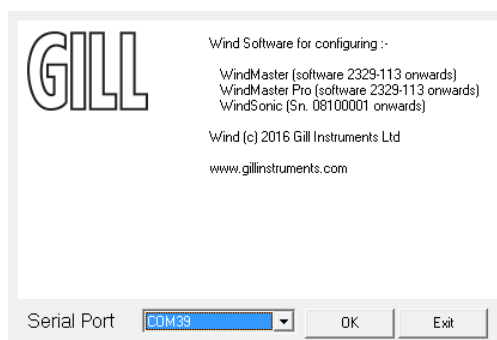 GILL
Wind Software for configuring :-
WindMaster (software 2329-113 onwards)
WindMaster Pro (software 2329-113 onwards)
WindSonic (Sn. 08100001 onwards)
Wind (c) 2016 Gill Instruments Ltd
www.gillinstruments.com
Serial Port COM39 OK Exit